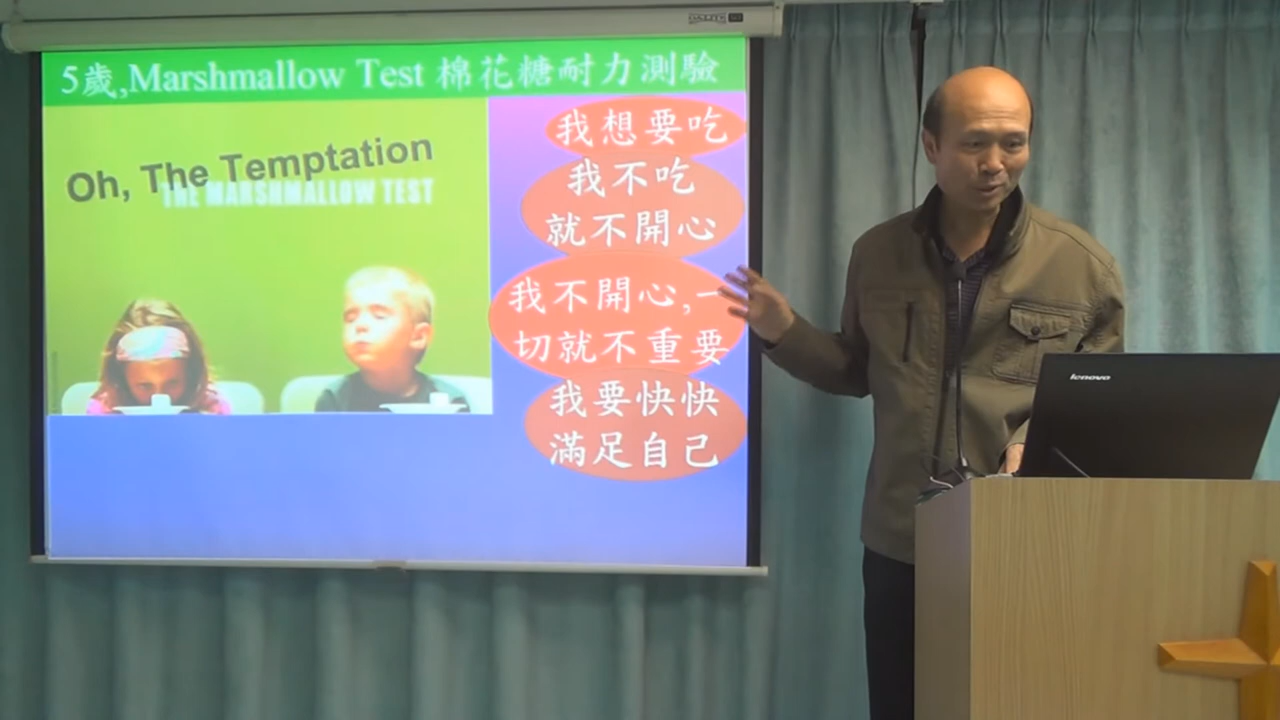 DALITE
5歲,Marshmallow Test 棉花糖耐力測驗
Oh, The Temptation
THE MARSHMALLOW TEST
我想要吃
我不吃
就不開心
我不開心,一
切就不重要
我要快快
滿足自己
lenovo